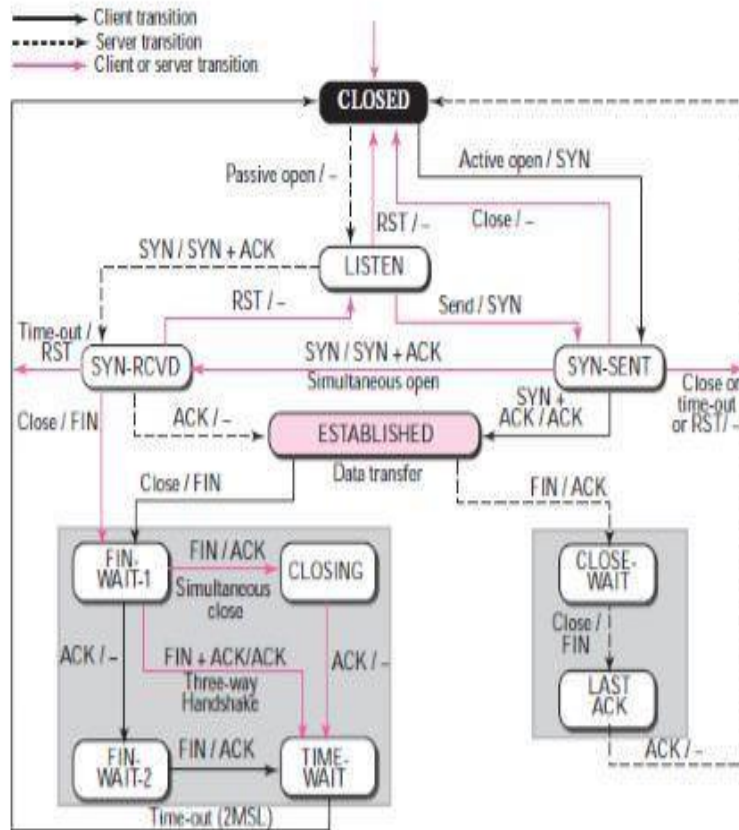 Client transition
Server transition
Client or server transition
CLOSED
Passive open / –
Active open / SYN
RST / –
Close / –
SYN / SYN + ACK
LISTEN
RST / –
Send / SYN
Time-out /
RST
SYN-RCVD
SYN / SYN + ACK
Simultaneous open
SYN-SENT
Close or
time-out
or RST / –
Close / FIN
ACK / –
SYN +
ACK / ACK
ESTABLISHED
Data transfer
Close / FIN
FIN / ACK
FIN-
WAIT-1
FIN / ACK
Simultaneous
close
CLOSING
CLOSE-
WAIT
ACK / –
FIN + ACK/ACK
Three-way
Handshake
ACK / –
Close /
FIN
LAST
ACK
FIN-
WAIT-2
FIN / ACK
TIME-
WAIT
ACK / –
Time-out (2MSL)